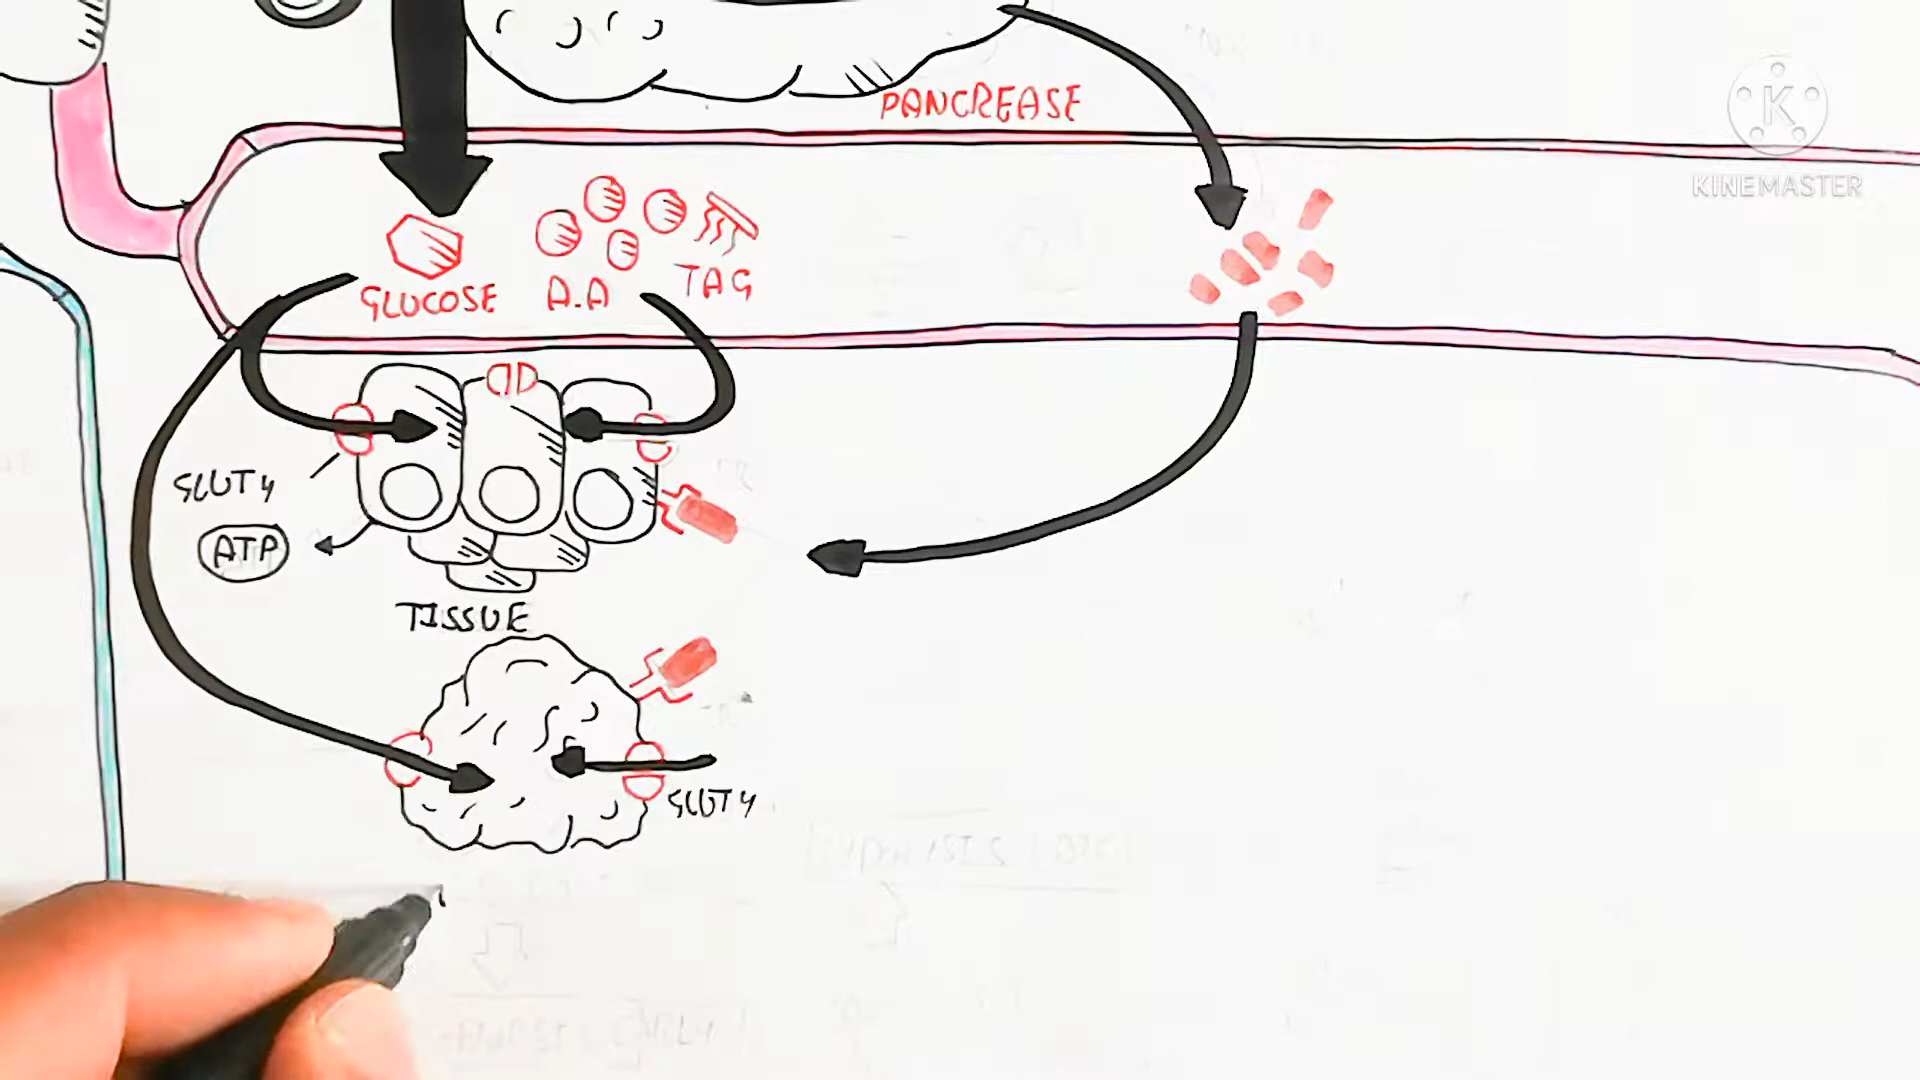 PANCREASE
K
KINEMASTER
GLUCOSE
A.A
TAG
GLUT4
ATP
TISSUE
GLUT4